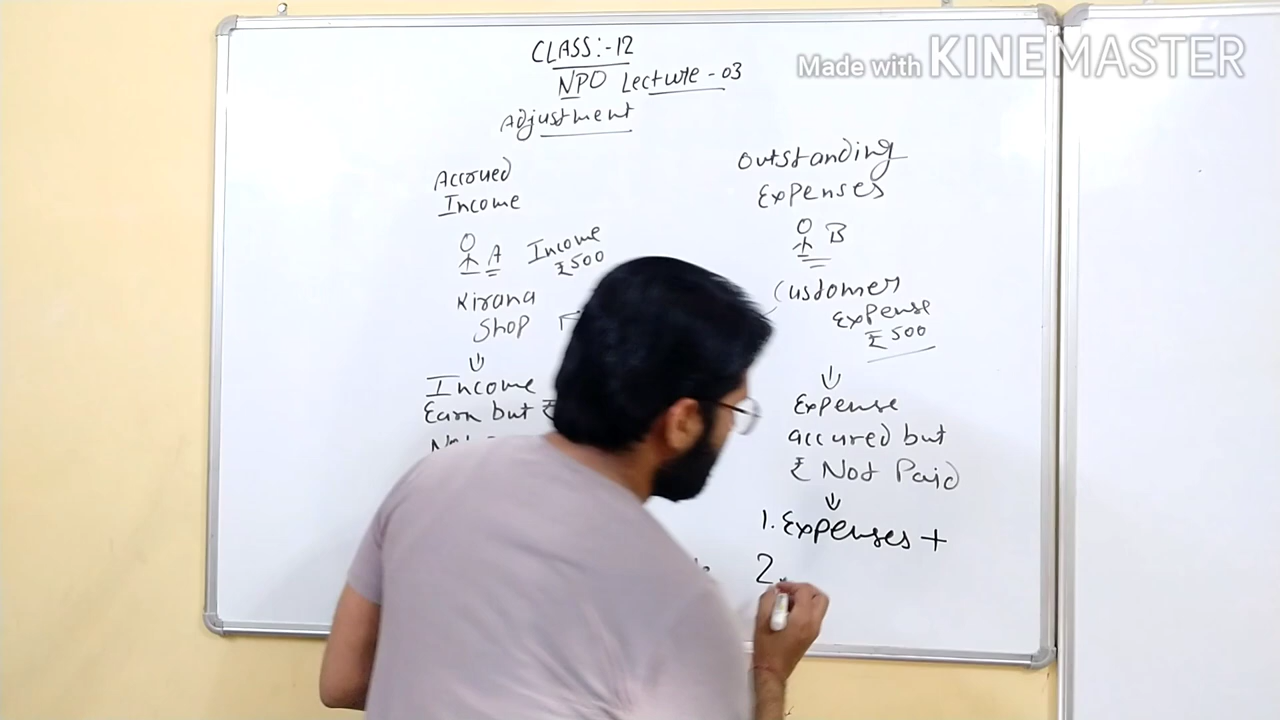 Made with KINEMASTER
CLASS:-12
NPO Lecture-03
Adjustment
Accrued
Income
A
Income
₹500
Kirana
Shop
Income
Earn but ₹
Outstanding
Expenses
B
Customer
Expense
₹500
Expense
accured but
₹ Not Paid
1. Expenses +
2.